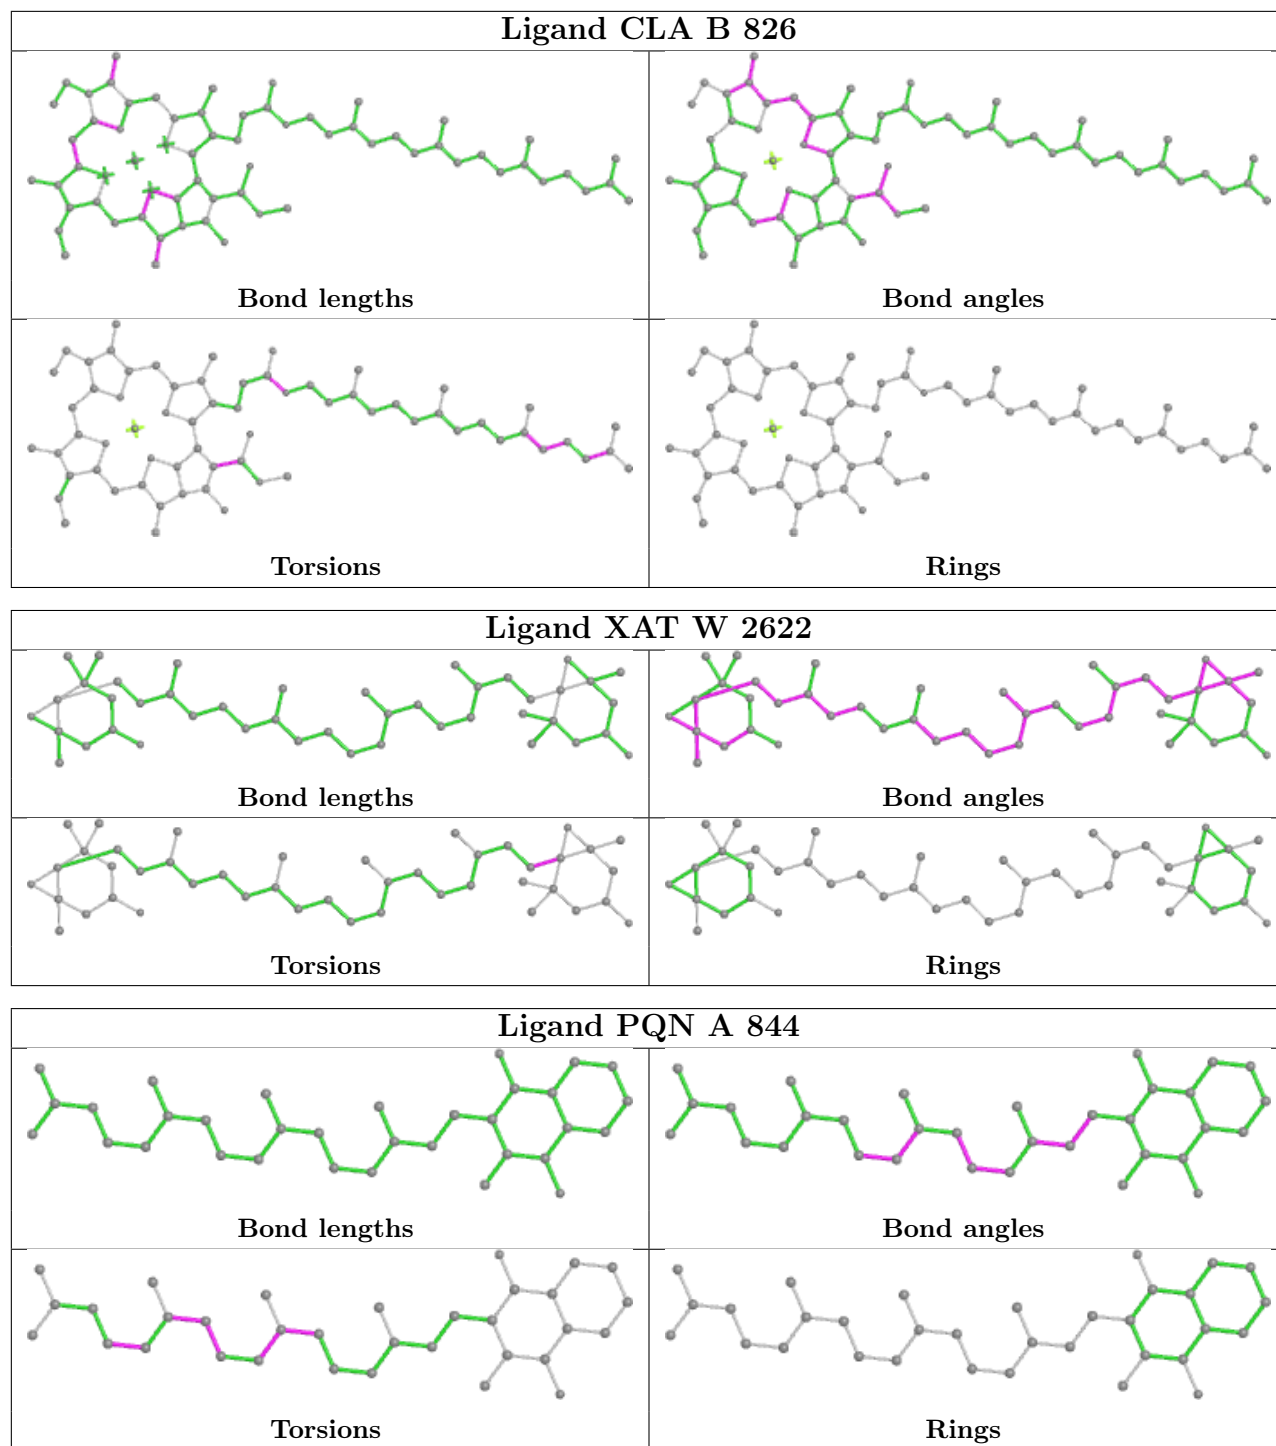 Ligand CLA B 826
Bond lengths
Bond angles
Torsions
Rings
Ligand XAT W 2622
Bond lengths
Bond angles
Torsions
Rings
Ligand PQN A 844
Bond lengths
Bond angles
Torsions
Rings